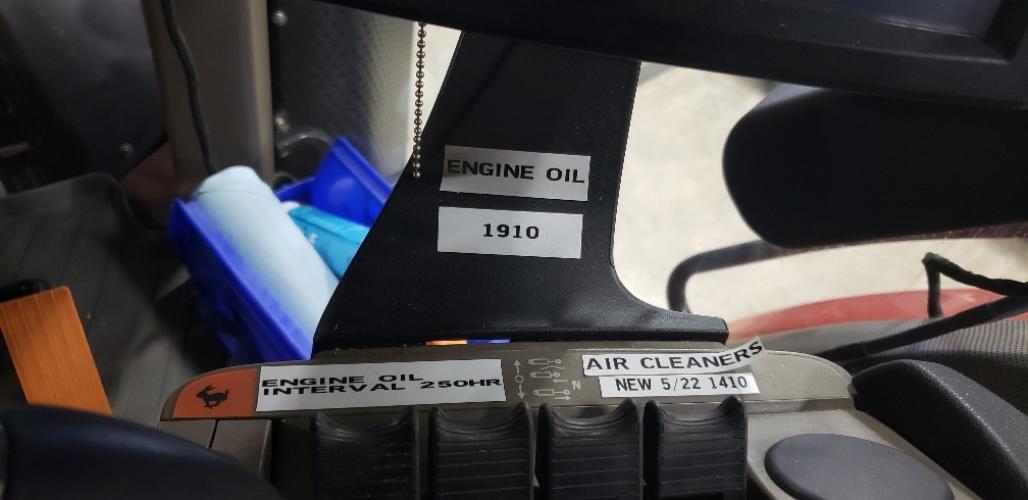 ENGINE OIL
1910
ENGINE OIL
INTERVAL 250HR
N
AIR CLEANERS
NEW 5/22 1410